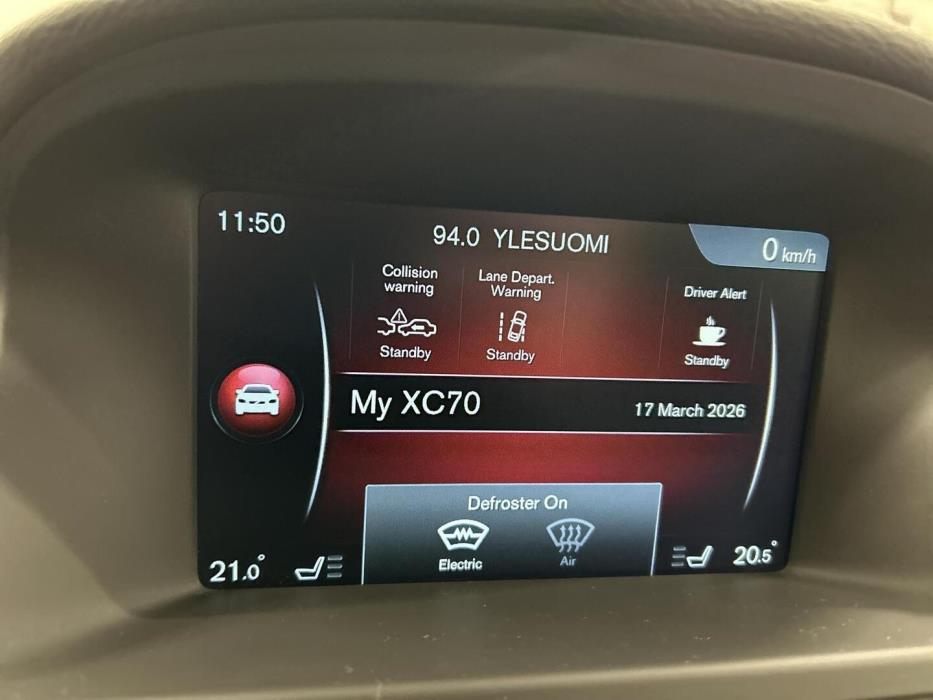 11:50
94.0 YLESUOMI
0 km/h
Collision
warning
Standby
Lane Depart.
Warning
Standby
Driver Alert
Standby
My XC70
17 March 2026
Defroster On
Electric
Air
21.0°
20.5°